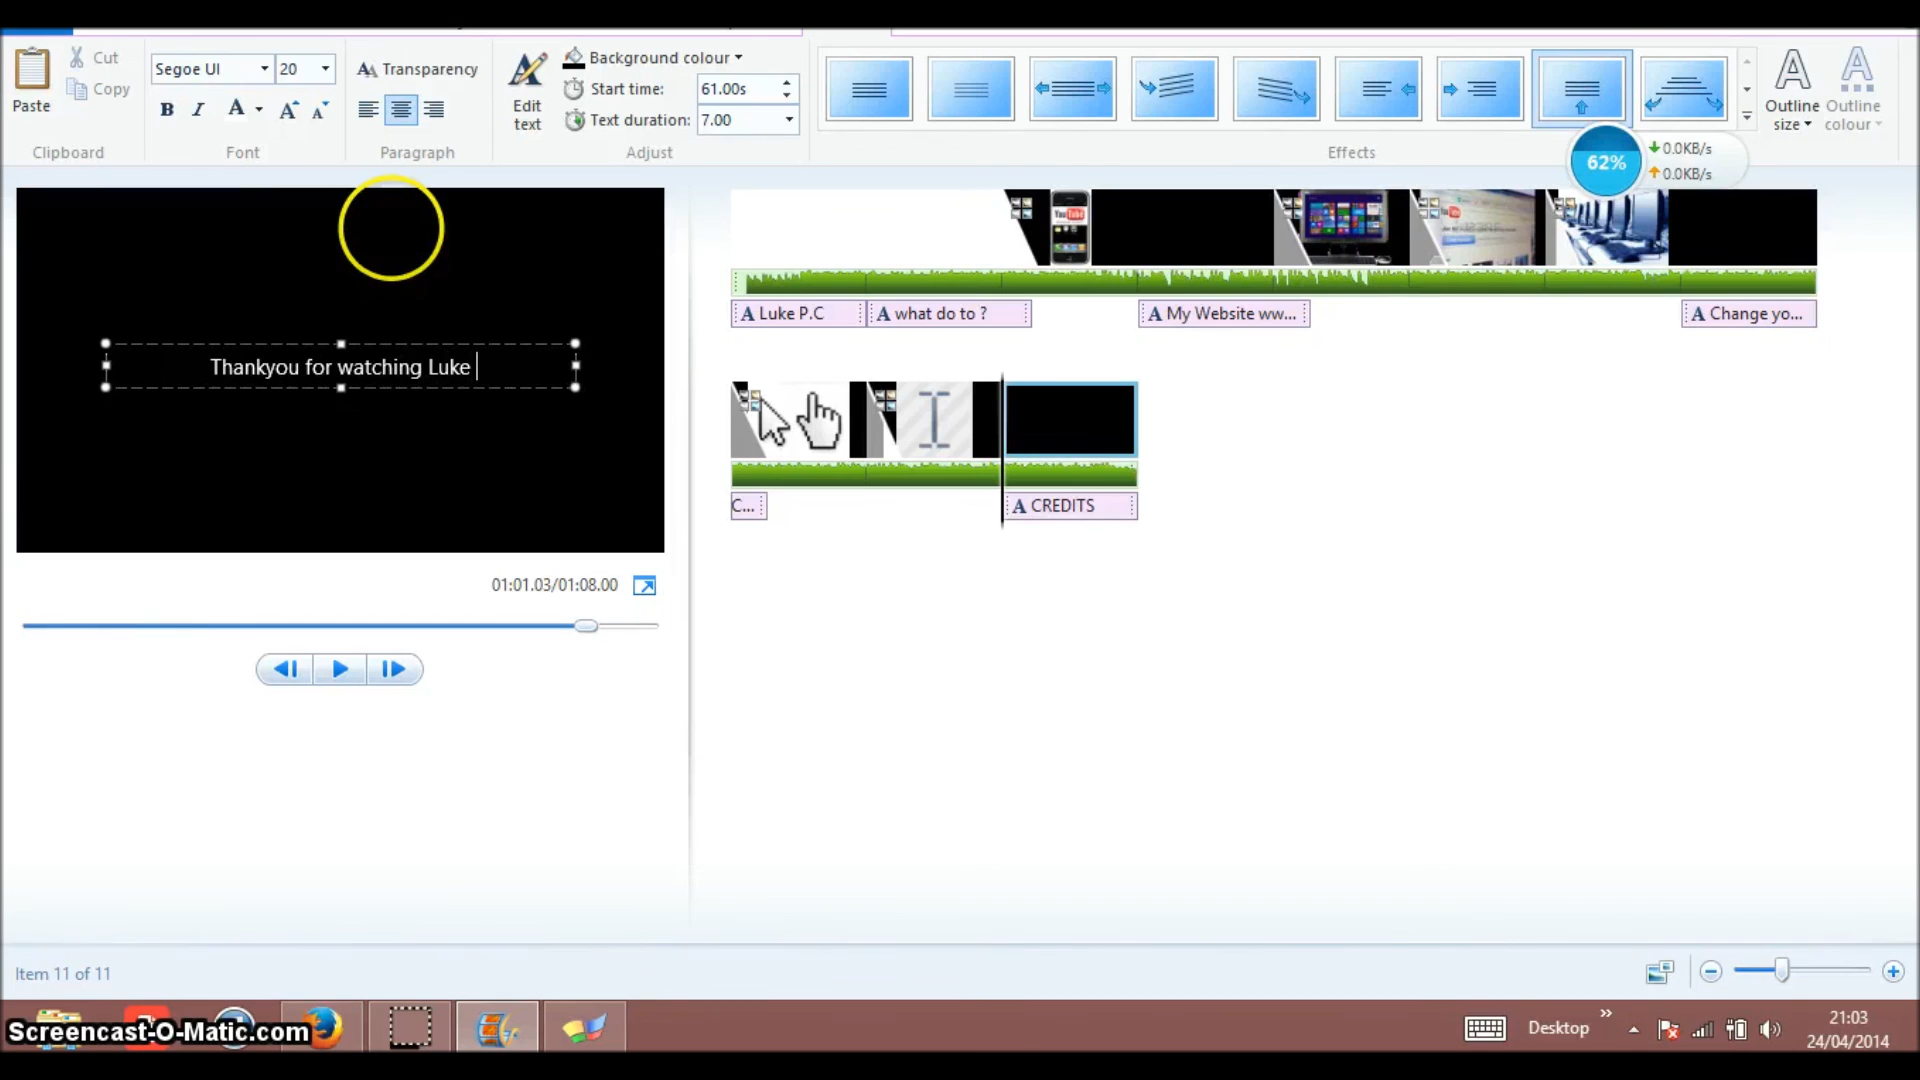 Cut
Copy
Paste
Clipboard
Segoe UI
20
B I A A A
Font
Transparency
Paragraph
Edit
text
Background colour
Start time: 61.00s
Text duration: 7.00
Adjust
Effects
Outline
size
Outline
colour
62%
0.0KB/s
0.0KB/s
Thankyou for watching Luke
01:01.03/01:08.00
YouTube
A Luke P.C
A what do to ?
A My Website ww...
A Change yo...
C...
A CREDITS
Item 11 of 11
Screencast-O-Matic.com
Desktop
21:03
24/04/2014